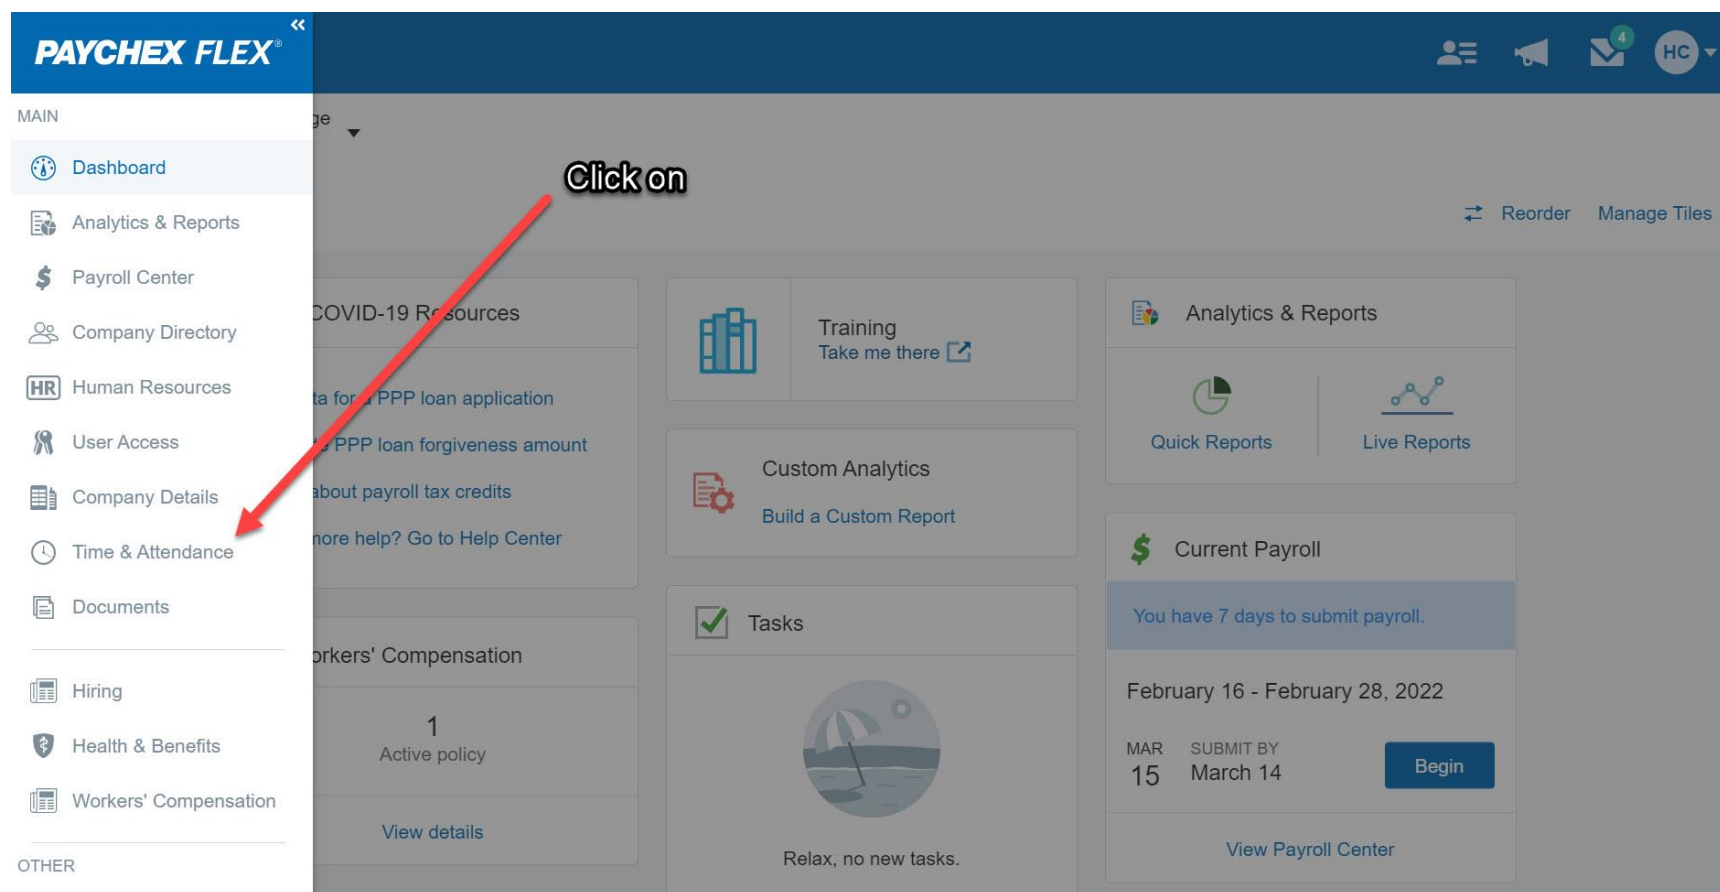 PAYCHEX FLEX®
«
4
HC
MAIN
Dashboard
Analytics & Reports
Payroll Center
Company Directory
HR Human Resources
User Access
Company Details
Time & Attendance
Documents
Hiring
Health & Benefits
Workers' Compensation
OTHER
Click on
Reorder
Manage Tiles
COVID-19 Resources
PPP loan application
PPP loan forgiveness amount
about payroll tax credits
more help? Go to Help Center
Compensation
1
Active policy
View details
Training
Take me there
Custom Analytics
Build a Custom Report
Tasks
Relax, no new tasks.
Analytics & Reports
Quick Reports
Live Reports
$ Current Payroll
You have 7 days to submit payroll.
February 16 - February 28, 2022
MAR
15
SUBMIT BY
March 14
Begin
View Payroll Center